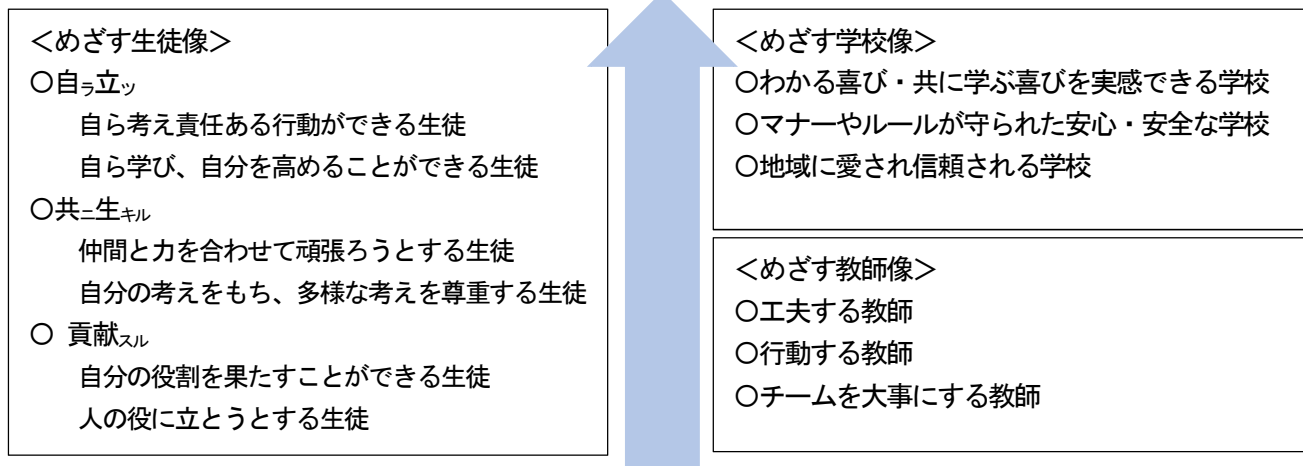 ＜めざす生徒像＞
〇自ラ立ツ
自ら考え責任ある行動ができる生徒
自ら学び、自分を高めることができる生徒
〇共ニ生キル
仲間と力を合わせて頑張ろうとする生徒
自分の考えをもち、多様な考えを尊重する生徒
〇 貢献スル
自分の役割を果たすことができる生徒
人の役に立とうとする生徒
＜めざす学校像＞
〇わかる喜び・共に学ぶ喜びを実感できる学校
〇マナーやルールが守られた安心・安全な学校
〇地域に愛され信頼される学校
＜めざす教師像＞
〇工夫する教師
〇行動する教師
〇チームを大事にする教師